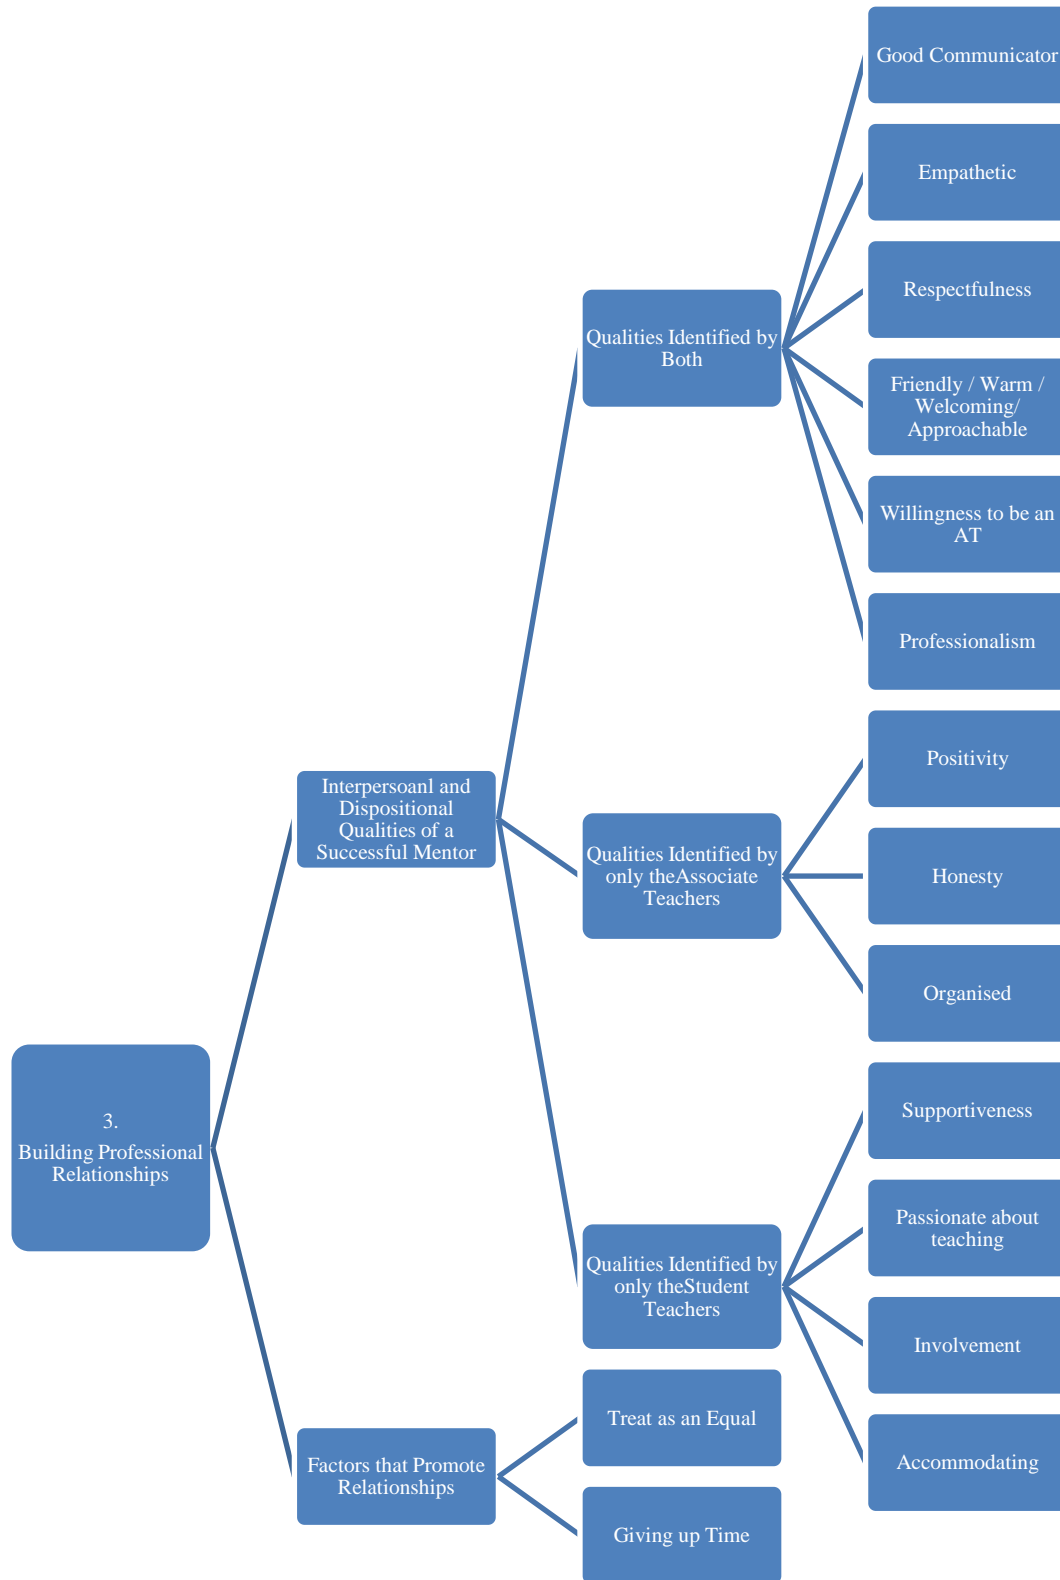 3.
Building Professional
Relationships
Interpersoanl and
Dispositional
Qualities of a
Successful Mentor
Qualities Identified by
Both
Good Communicator
Empathetic
Respectfulness
Friendly / Warm /
Welcoming/
Approachable
Willingness to be an
AT
Professionalism
Qualities Identified by
only theAssociate
Teachers
Positivity
Honesty
Organised
Qualities Identified by
only theStudent
Teachers
Supportiveness
Passionate about
teaching
Involvement
Accommodating
Factors that Promote
Relationships
Treat as an Equal
Giving up Time